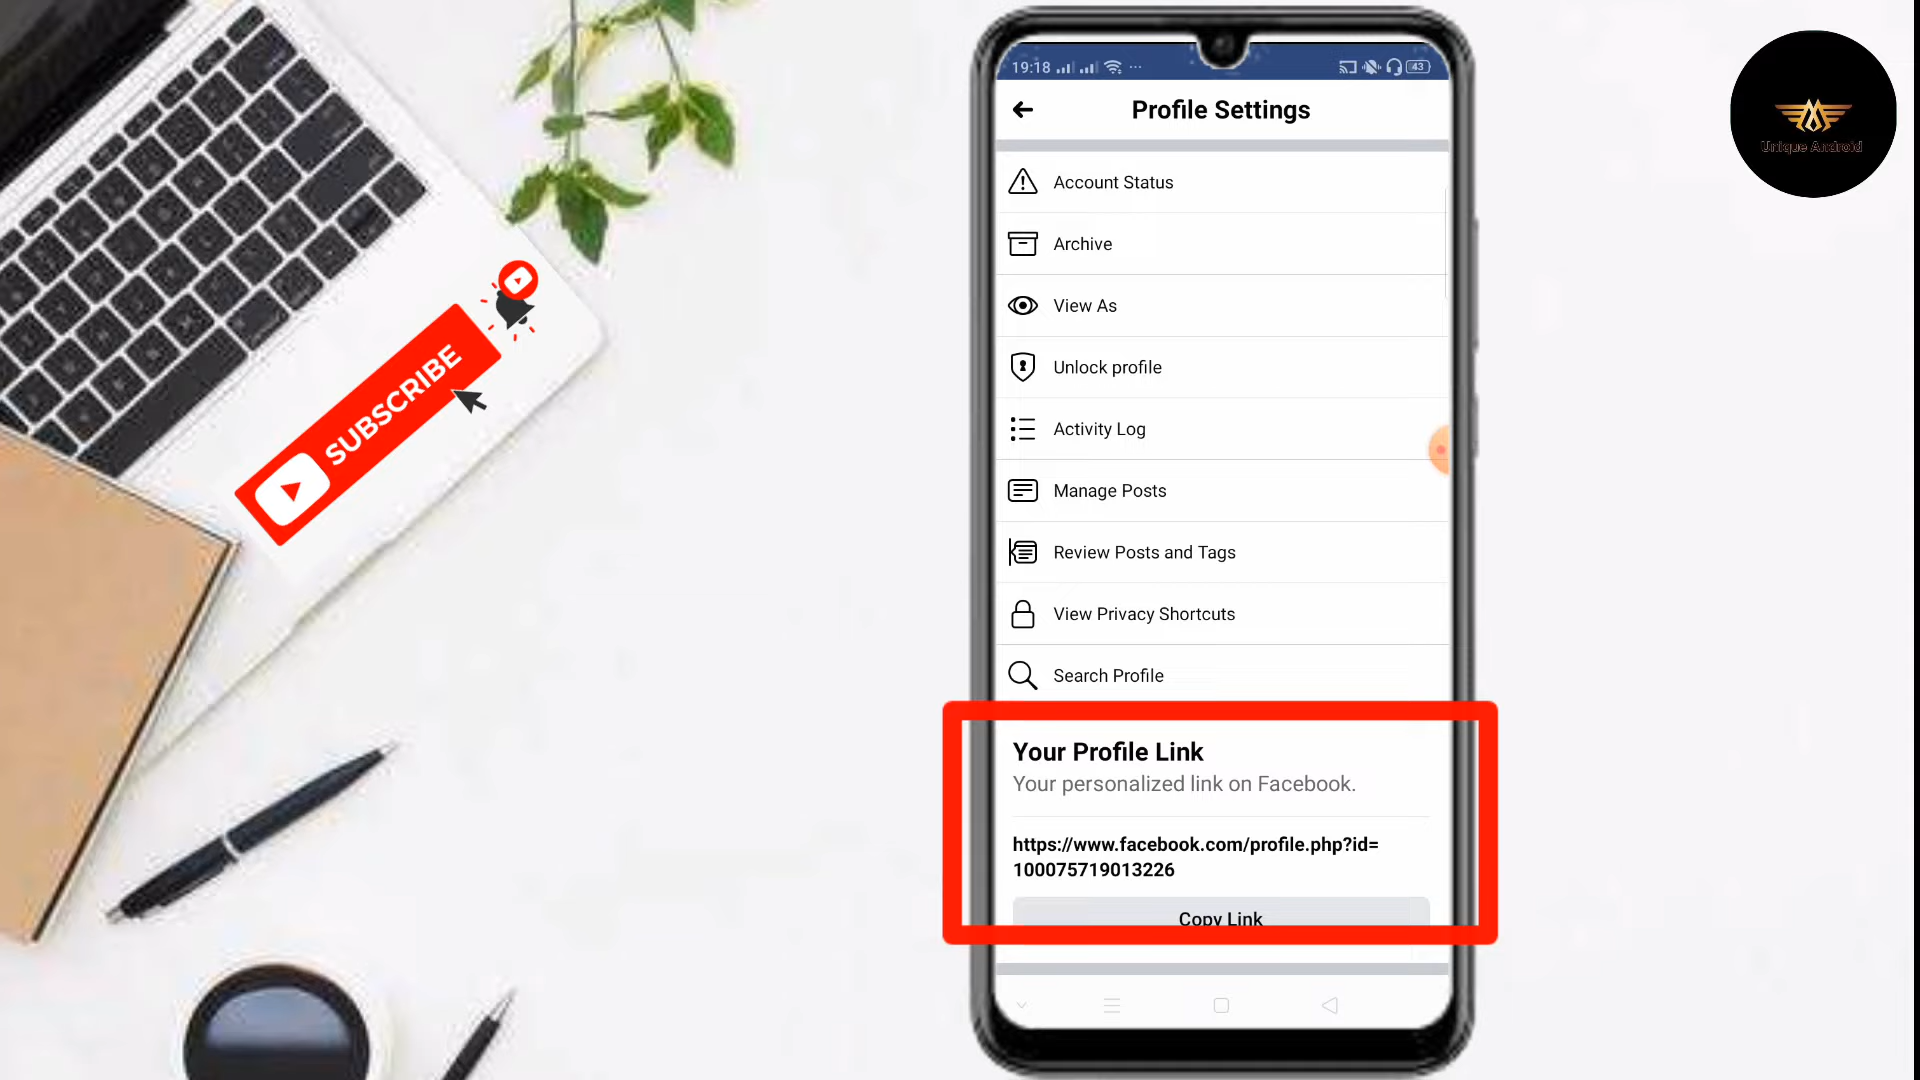 19:18
43
Profile Settings
Account Status
Archive
View As
Unlock profile
Activity Log
Manage Posts
Review Posts and Tags
View Privacy Shortcuts
Search Profile
Your Profile Link
Your personalized link on Facebook.
https://www.facebook.com/profile.php?id=
100075719013226
Copy Link
SUBSCRIBE
Unique Android